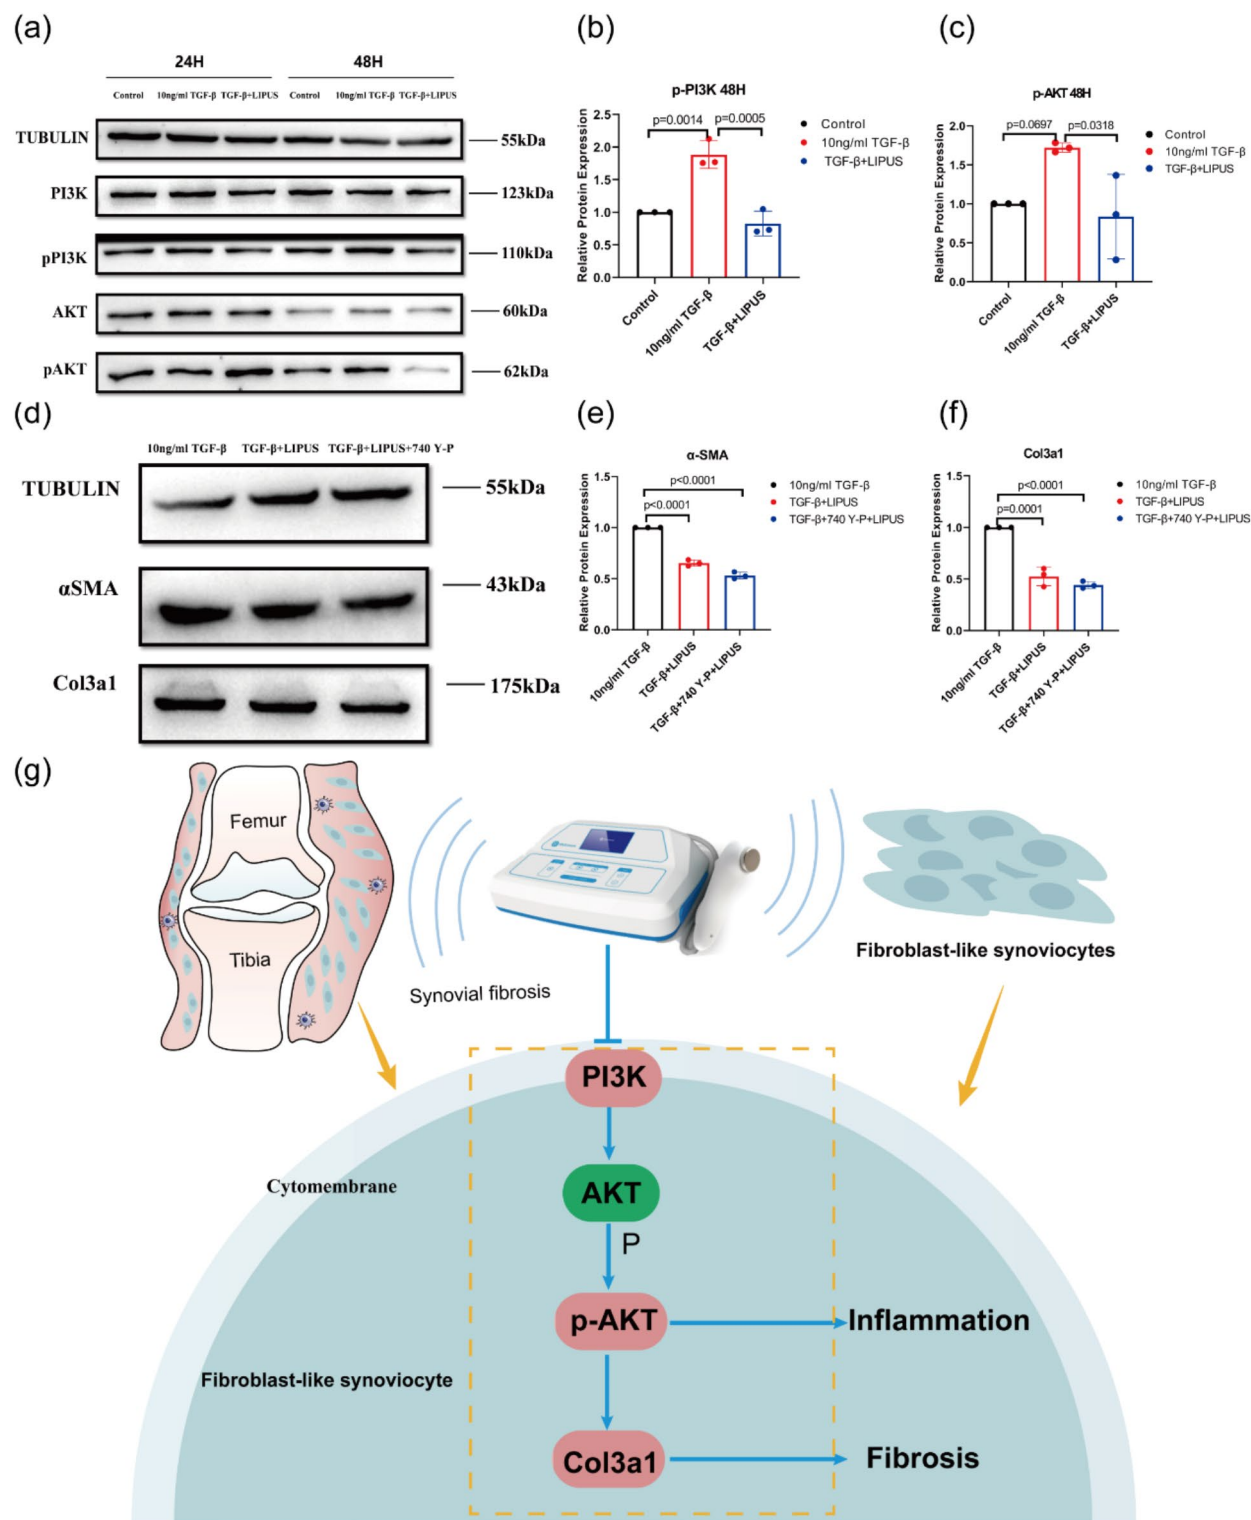 (a)
24H 48H
Control 10ng/ml TGF-β TGF-β+LIPUS Control 10ng/ml TGF-β TGF-β+LIPUS
TUBULIN 55kDa
PI3K 123kDa
pPI3K 110kDa
AKT 60kDa
pAKT 62kDa
(b)
p-PI3K 48H
Relative Protein Expression
2.5
2.0
1.5
1.0
0.5
0.0
p=0.0014 p=0.0005
Control
10ng/ml TGF-β
TGF-β+LIPUS
Control
10ng/ml TGF-β
TGF-β+LIPUS
(c)
p-AKT 48H
Relative Protein Expression
2.0
1.5
1.0
0.5
0.0
p=0.0697 p=0.0318
Control
10ng/ml TGF-β
TGF-β+LIPUS
Control
10ng/ml TGF-β
TGF-β+LIPUS
(d)
10ng/ml TGF-β TGF-β+LIPUS TGF-β+LIPUS+740 Y-P
TUBULIN 55kDa
αSMA 43kDa
Col3a1 175kDa
(e)
α-SMA
Relative Protein Expression
1.5
1.0
0.5
0.0
p<0.0001
p<0.0001
10ng/ml TGF-β
TGF-β+LIPUS
TGF-β+740 Y-P+LIPUS
10ng/ml TGF-β
TGF-β+LIPUS
TGF-β+740 Y-P+LIPUS
(f)
Col3a1
Relative Protein Expression
1.5
1.0
0.5
0.0
p<0.0001
p=0.0001
10ng/ml TGF-β
TGF-β+LIPUS
TGF-β+740 Y-P+LIPUS
10ng/ml TGF-β
TGF-β+LIPUS
TGF-β+740 Y-P+LIPUS
(g)
Femur
Tibia
Synovial fibrosis
Fibroblast-like synoviocytes
PI3K
AKT
Cytomembrane
P
p-AKT
Inflammation
Fibroblast-like synoviocyte
Col3a1
Fibrosis